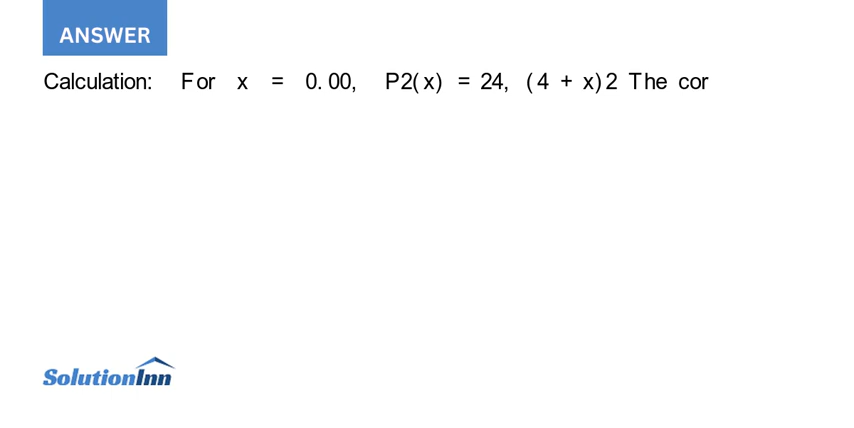 ANSWER
Calculation: For x = 0.00, P2(x) = 24, (4 + x)2 The cor
SolutionInn